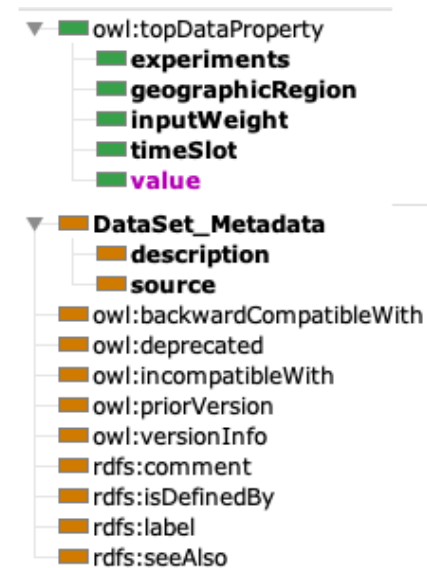 owl:topDataProperty
experiments
geographicRegion
inputWeight
timeSlot
value
DataSet_Metadata
description
source
owl:backwardCompatibleWith
owl:deprecated
owl:incompatibleWith
owl:priorVersion
owl:versionInfo
rdfs:comment
rdfs:isDefinedBy
rdfs:label
rdfs:seeAlso